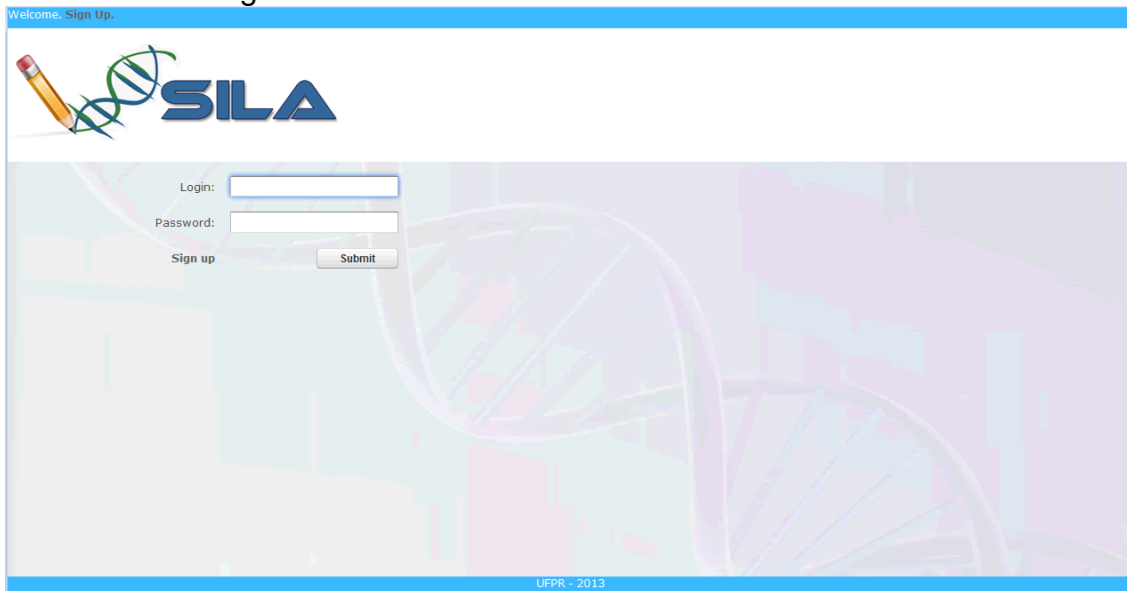 Welcome. Sign Up.
SILA
Login:
Password:
Sign up Submit
UFPR - 2013